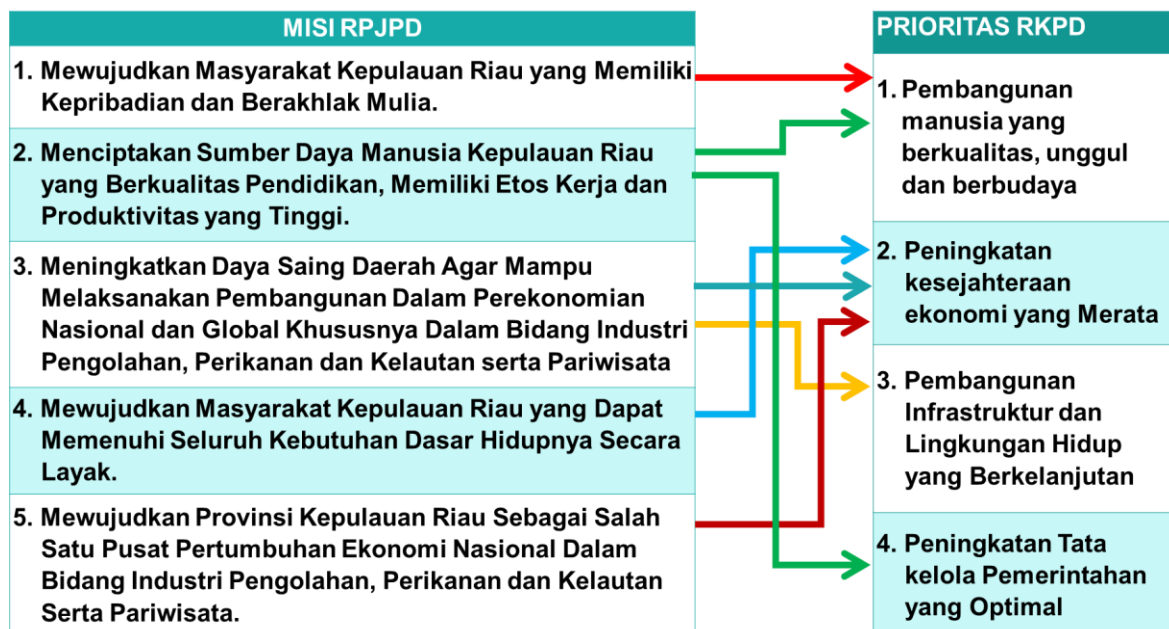 MISI RPJPD
1. Mewujudkan Masyarakat Kepulauan Riau yang Memiliki
Kepribadian dan Berakhlak Mulia.
2. Menciptakan Sumber Daya Manusia Kepulauan Riau
yang Berkualitas Pendidikan, Memiliki Etos Kerja dan
Produktivitas yang Tinggi.
3. Meningkatkan Daya Saing Daerah Agar Mampu
Melaksanakan Pembangunan Dalam Perekonomian
Nasional dan Global Khususnya Dalam Bidang Industri
Pengolahan, Perikanan dan Kelautan serta Pariwisata
4. Mewujudkan Masyarakat Kepulauan Riau yang Dapat
Memenuhi Seluruh Kebutuhan Dasar Hidupnya Secara
Layak.
5. Mewujudkan Provinsi Kepulauan Riau Sebagai Salah
Satu Pusat Pertumbuhan Ekonomi Nasional Dalam
Bidang Industri Pengolahan, Perikanan dan Kelautan
Serta Pariwisata.
PRIORITAS RKPD
1. Pembangunan
manusia yang
berkualitas, unggul
dan berbudaya
2. Peningkatan
kesejahteraan
ekonomi yang Merata
3. Pembangunan
Infrastruktur dan
Lingkungan Hidup
yang Berkelanjutan
4. Peningkatan Tata
kelola Pemerintahan
yang Optimal